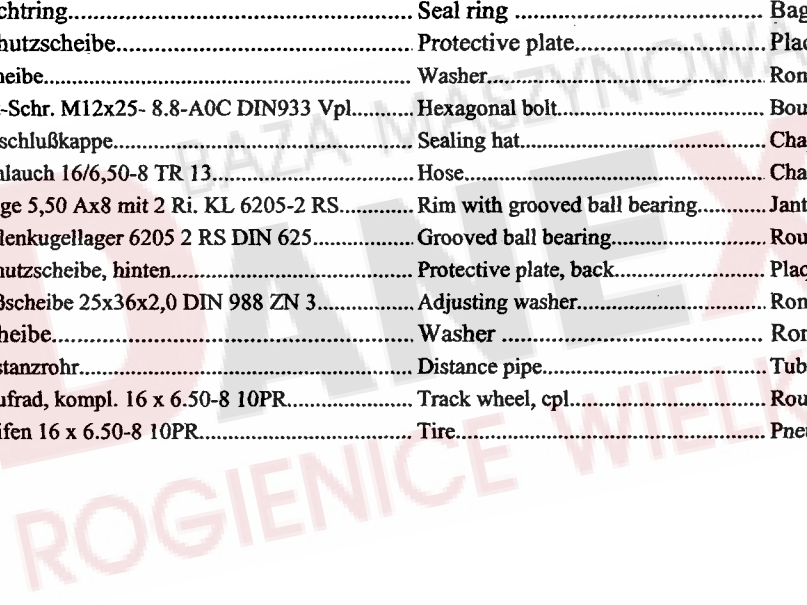 chtring.......... Seal ring .......... Bag
hutzscheibe.......... Protective plate.......... Plac
heibe.......... Washer.......... Ron
-Schr. M12x25- 8.8-A0C DIN933 Vpl.......... Hexagonal bolt.......... Bou
schlußkappe.......... Sealing hat.......... Cha
hlauch 16/6,50-8 TR 13.......... Hose.......... Cha
ge 5,50 Ax8 mit 2 Ri. KL 6205-2 RS.......... Rim with grooved ball bearing.......... Jant
lenkugellager 6205 2 RS DIN 625.......... Grooved ball bearing.......... Rou
hutzscheibe, hinten.......... Protective plate, back.......... Plaq
ßscheibe 25x36x2,0 DIN 988 ZN 3.......... Adjusting washer.......... Ron
heibe.......... Washer .......... Ron
stanzrohr.......... Distance pipe.......... Tub
ufrad, kompl. 16 x 6.50-8 10PR.......... Track wheel, cpl.......... Rou
ifen 16 x 6.50-8 10PR.......... Tire.......... Pneu
BAZA MASZYNOWA
DANEX
ROGIENICE WIELK